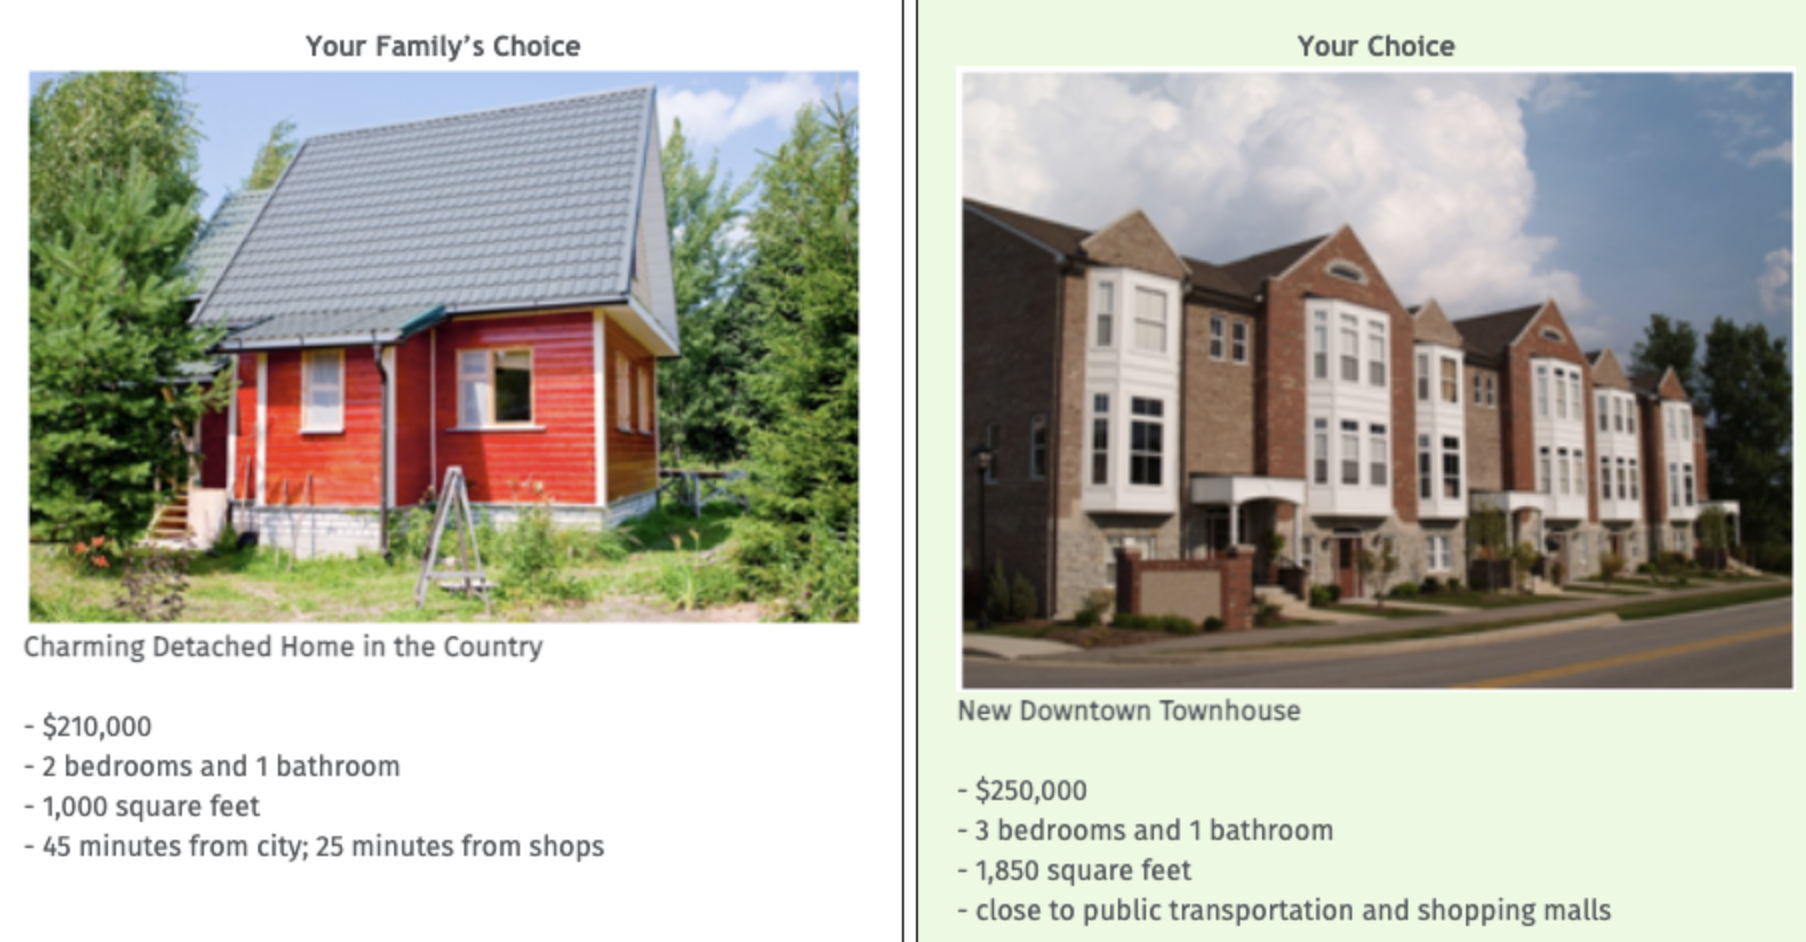 Your Family’s Choice
Charming Detached Home in the Country
- $210,000
- 2 bedrooms and 1 bathroom
- 1,000 square feet
- 45 minutes from city; 25 minutes from shops
Your Choice
New Downtown Townhouse
- $250,000
- 3 bedrooms and 1 bathroom
- 1,850 square feet
- close to public transportation and shopping malls